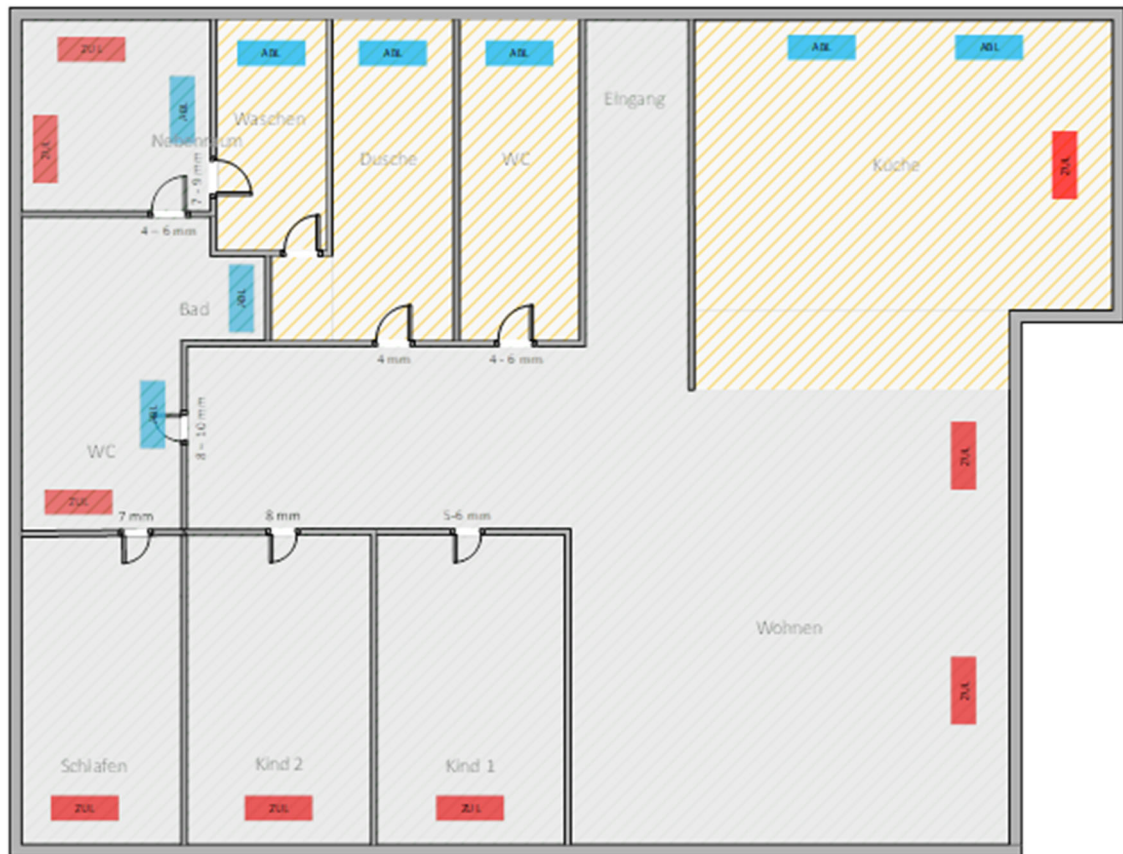 ZUL
ABL
ABL
ABL
ABL
ABL
ABL
ZUL
Nebenraum
Waschen
Dusche
WC
Eingang
Küche
ZUL
7 - 9 mm
4 – 6 mm
Bad
ABL
4 mm
4 - 6 mm
ABL
8 – 10 mm
WC
ZUL
ZUL
7 mm
8 mm
5-6 mm
Wohnen
ZUL
Schlafen
Kind 2
Kind 1
ZUL
ZUL
ZUL